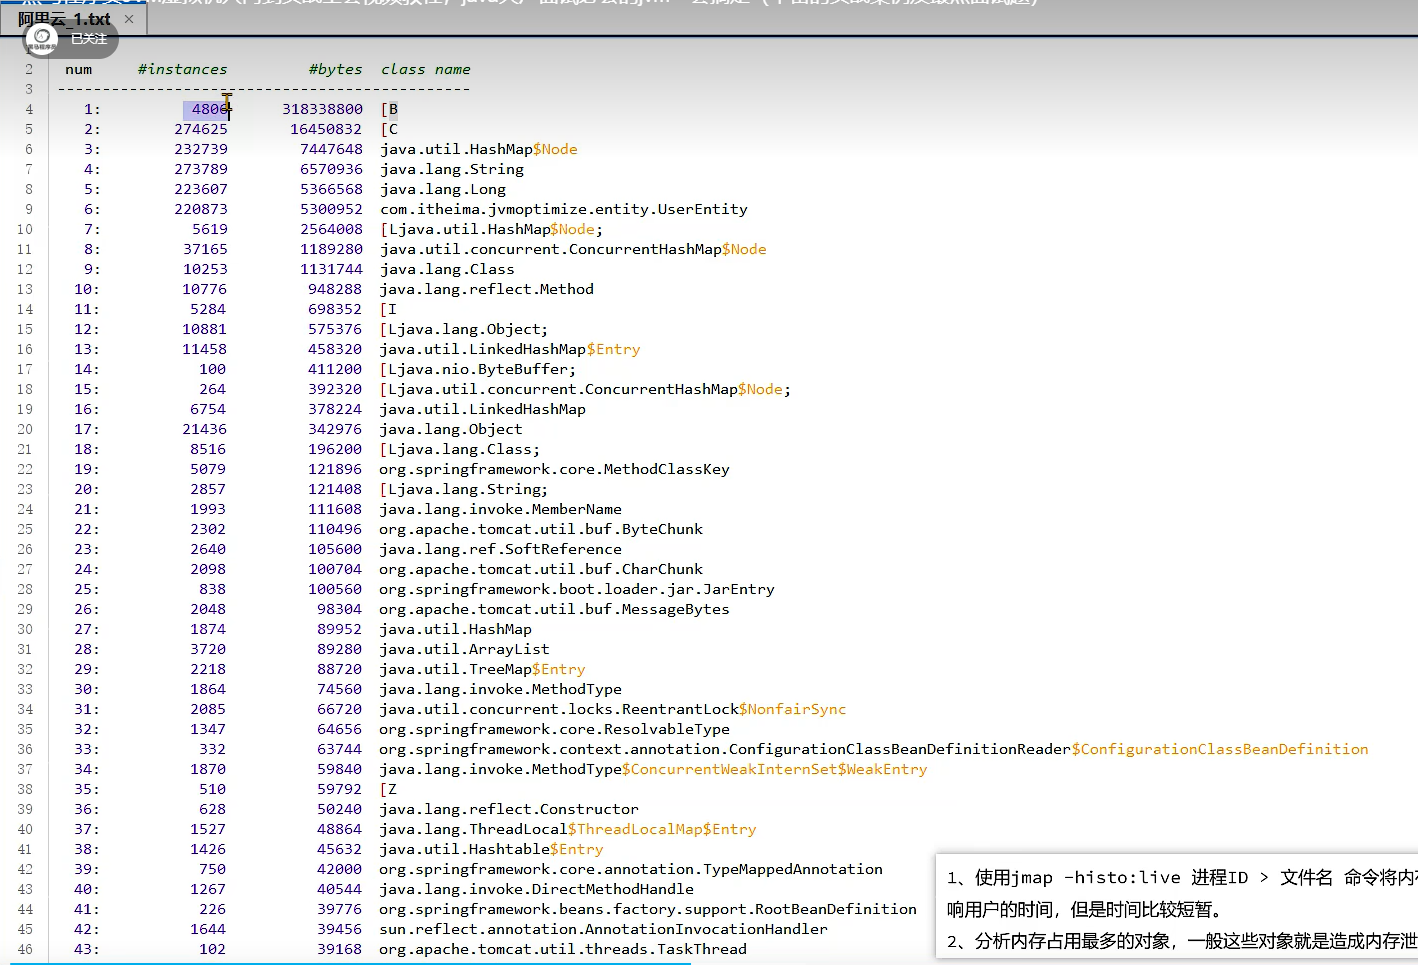 阿里云_1.txt ×
已关注
1
2 num #instances #bytes class name
3 ----------------------------------------------
4 1: 4806 318338800 [B
5 2: 274625 16450832 [C
6 3: 232739 7447648 java.util.HashMap$Node
7 4: 273789 6570936 java.lang.String
8 5: 223607 5366568 java.lang.Long
9 6: 220873 5300952 com.itheima.jvmoptimize.entity.UserEntity
10 7: 5619 2564008 [Ljava.util.HashMap$Node;
11 8: 37165 1189280 java.util.concurrent.ConcurrentHashMap$Node
12 9: 10253 1131744 java.lang.Class
13 10: 10776 948288 java.lang.reflect.Method
14 11: 5284 698352 [I
15 12: 10881 575376 [Ljava.lang.Object;
16 13: 11458 458320 java.util.LinkedHashMap$Entry
17 14: 100 411200 [Ljava.nio.ByteBuffer;
18 15: 264 392320 [Ljava.util.concurrent.ConcurrentHashMap$Node;
19 16: 6754 378224 java.util.LinkedHashMap
20 17: 21436 342976 java.lang.Object
21 18: 8516 196200 [Ljava.lang.Class;
22 19: 5079 121896 org.springframework.core.MethodClassKey
23 20: 2857 121408 [Ljava.lang.String;
24 21: 1993 111608 java.lang.invoke.MemberName
25 22: 2302 110496 org.apache.tomcat.util.buf.ByteChunk
26 23: 2640 105600 java.lang.ref.SoftReference
27 24: 2098 100704 org.apache.tomcat.util.buf.CharChunk
28 25: 838 100560 org.springframework.boot.loader.jar.JarEntry
29 26: 2048 98304 org.apache.tomcat.util.buf.MessageBytes
30 27: 1874 89952 java.util.HashMap
31 28: 3720 89280 java.util.ArrayList
32 29: 2218 88720 java.util.TreeMap$Entry
33 30: 1864 74560 java.lang.invoke.MethodType
34 31: 2085 66720 java.util.concurrent.locks.ReentrantLock$NonfairSync
35 32: 1347 64656 org.springframework.core.ResolvableType
36 33: 332 63744 org.springframework.context.annotation.ConfigurationClassBeanDefinitionReader$ConfigurationClassBeanDefinition
37 34: 1870 59840 java.lang.invoke.MethodType$ConcurrentWeakInternSet$WeakEntry
38 35: 510 59792 [Z
39 36: 628 50240 java.lang.reflect.Constructor
40 37: 1527 48864 java.lang.ThreadLocal$ThreadLocalMap$Entry
41 38: 1426 45632 java.util.Hashtable$Entry
42 39: 750 42000 org.springframework.core.annotation.TypeMappedAnnotation
43 40: 1267 40544 java.lang.invoke.DirectMethodHandle
44 41: 226 39776 org.springframework.beans.factory.support.RootBeanDefinition
45 42: 1644 39456 sun.reflect.annotation.AnnotationInvocationHandler
46 43: 102 39168 org.apache.tomcat.util.threads.TaskThread
1、使用jmap -histo:live 进程ID > 文件名 命令将内存
响用户的时间，但是时间比较短暂。
2、分析内存占用最多的对象，一般这些对象就是造成内存泄